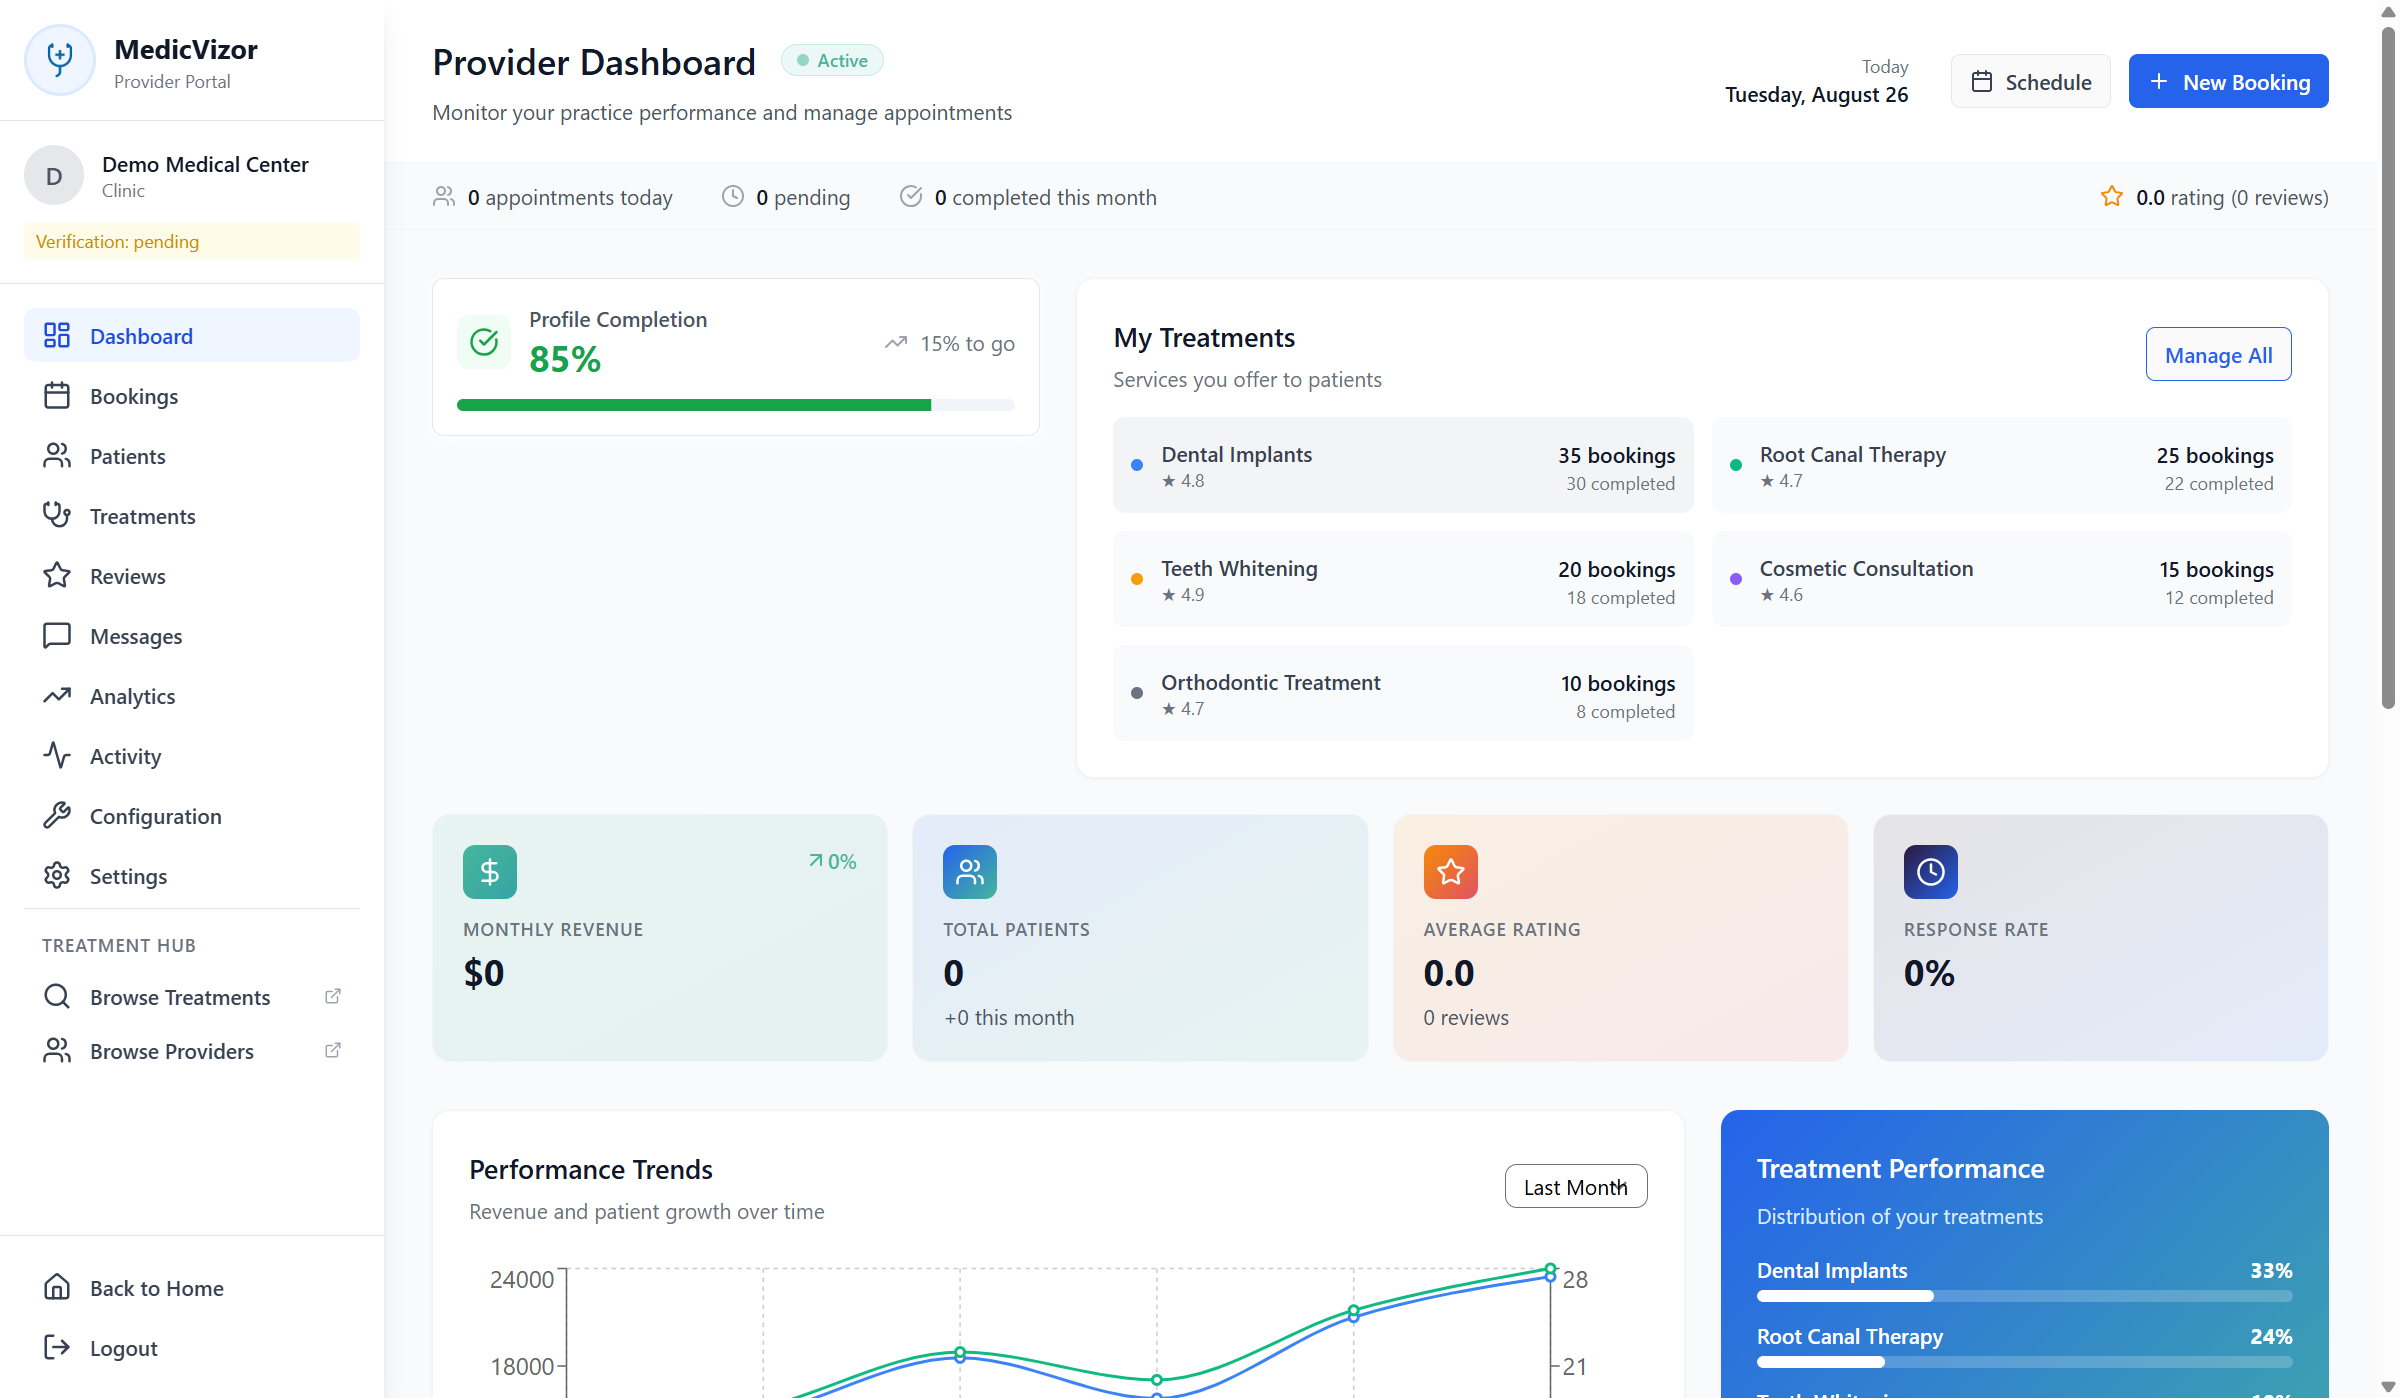 MedicVizor
Provider Portal
D
Demo Medical Center
Clinic
Verification: pending
Dashboard
Bookings
Patients
Treatments
Reviews
Messages
Analytics
Activity
Configuration
Settings
TREATMENT HUB
Browse Treatments
Browse Providers
Back to Home
Logout
Provider Dashboard
Active
Monitor your practice performance and manage appointments
Today
Tuesday, August 26
Schedule
New Booking
0 appointments today
0 pending
0 completed this month
0.0 rating (0 reviews)
Profile Completion
85%
15% to go
My Treatments
Services you offer to patients
Manage All
Dental Implants
★ 4.8
35 bookings
30 completed
Root Canal Therapy
★ 4.7
25 bookings
22 completed
Teeth Whitening
★ 4.9
20 bookings
18 completed
Cosmetic Consultation
★ 4.6
15 bookings
12 completed
Orthodontic Treatment
★ 4.7
10 bookings
8 completed
0%
MONTHLY REVENUE
$0
TOTAL PATIENTS
0
+0 this month
AVERAGE RATING
0.0
0 reviews
RESPONSE RATE
0%
Performance Trends
Revenue and patient growth over time
Last Month
24000
18000
28
21
Treatment Performance
Distribution of your treatments
Dental Implants
33%
Root Canal Therapy
24%